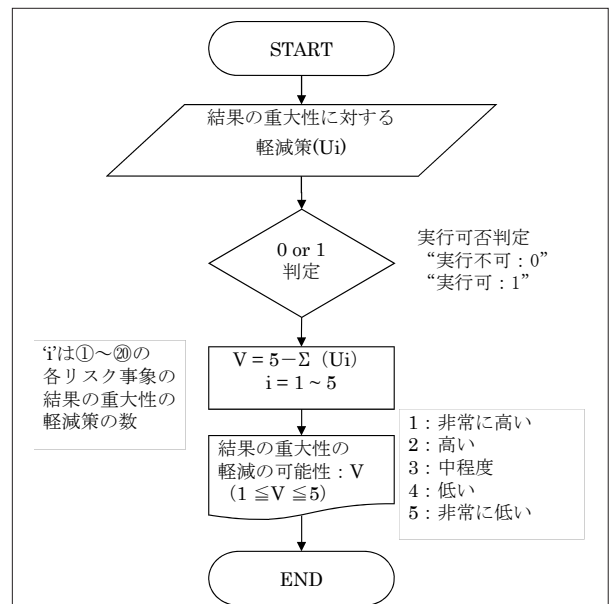 START
結果の重大性に対する
軽減策(Ui)
0 or 1
判定
実行可否判定
“実行不可：0”
“実行可：1”
‘i’は①～⑳の
各リスク事象の
結果の重大性の
軽減策の数
V = 5－Σ（Ui）
i = 1 ~ 5
結果の重大性の
軽減の可能性：V
（1 ≦V ≦5）
1：非常に高い
2：高い
3：中程度
4：低い
5：非常に低い
END